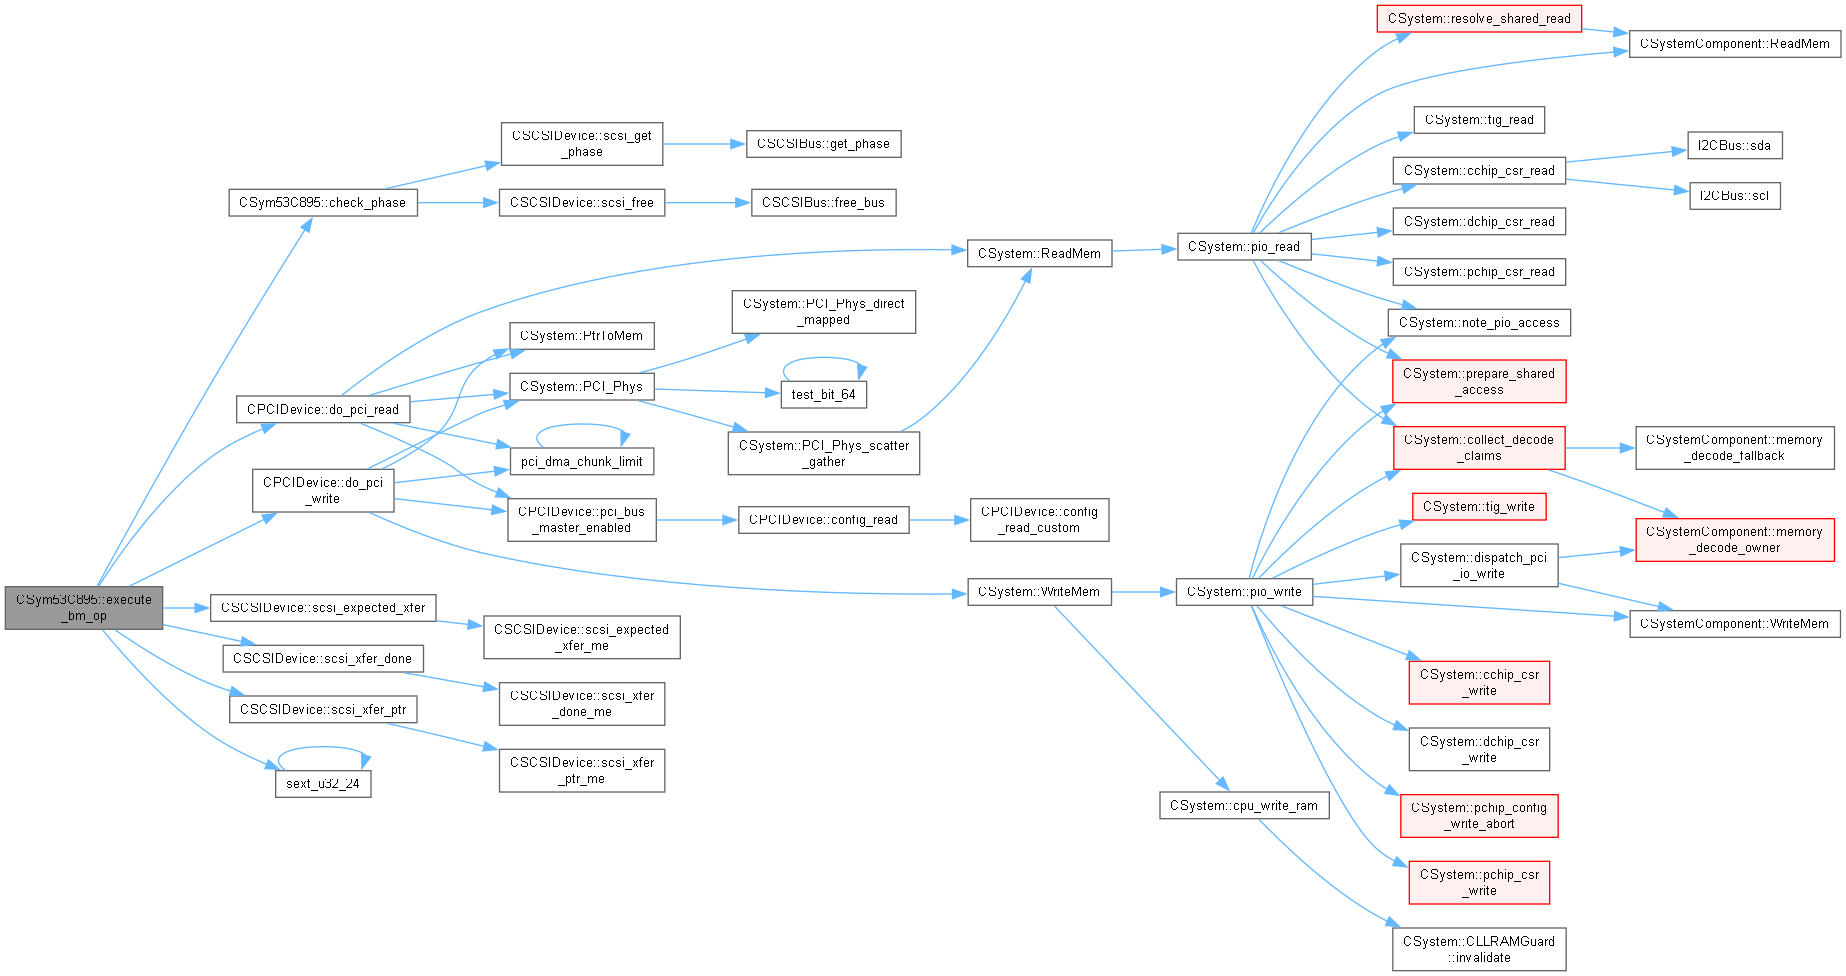 CSym53C895::execute
_bm_op
CSym53C895::check_phase
CSCSIDevice::scsi_get
_phase
CSCSIBus::get_phase
CSCSIDevice::scsi_free
CSCSIBus::free_bus
CPCIDevice::do_pci_read
CPCIDevice::do_pci
_write
CSystem::PtrToMem
CSystem::PCI_Phys
pci_dma_chunk_limit
CPCIDevice::pci_bus
_master_enabled
CSystem::PCI_Phys_direct
_mapped
test_bit_64
CSystem::PCI_Phys_scatter
_gather
CPCIDevice::config_read
CPCIDevice::config
_read_custom
CSystem::ReadMem
CSystem::pio_read
CSystem::resolve_shared_read
CSystemComponent::ReadMem
CSystem::tig_read
CSystem::cchip_csr_read
I2CBus::sda
I2CBus::scl
CSystem::dchip_csr_read
CSystem::pchip_csr_read
CSystem::note_pio_access
CSystem::prepare_shared
_access
CSystem::collect_decode
_claims
CSystemComponent::memory
_decode_fallback
CSystem::tig_write
CSystemComponent::memory
_decode_owner
CSystem::dispatch_pci
_io_write
CSystem::WriteMem
CSystem::pio_write
CSystemComponent::WriteMem
CSystem::cchip_csr
_write
CSystem::dchip_csr
_write
CSystem::pchip_config
_write_abort
CSystem::pchip_csr
_write
CSystem::cpu_write_ram
CSystem::CLLRAMGuard
::invalidate
CSCSIDevice::scsi_expected_xfer
CSCSIDevice::scsi_expected
_xfer_me
CSCSIDevice::scsi_xfer_done
CSCSIDevice::scsi_xfer
_done_me
CSCSIDevice::scsi_xfer_ptr
CSCSIDevice::scsi_xfer
_ptr_me
sext_u32_24